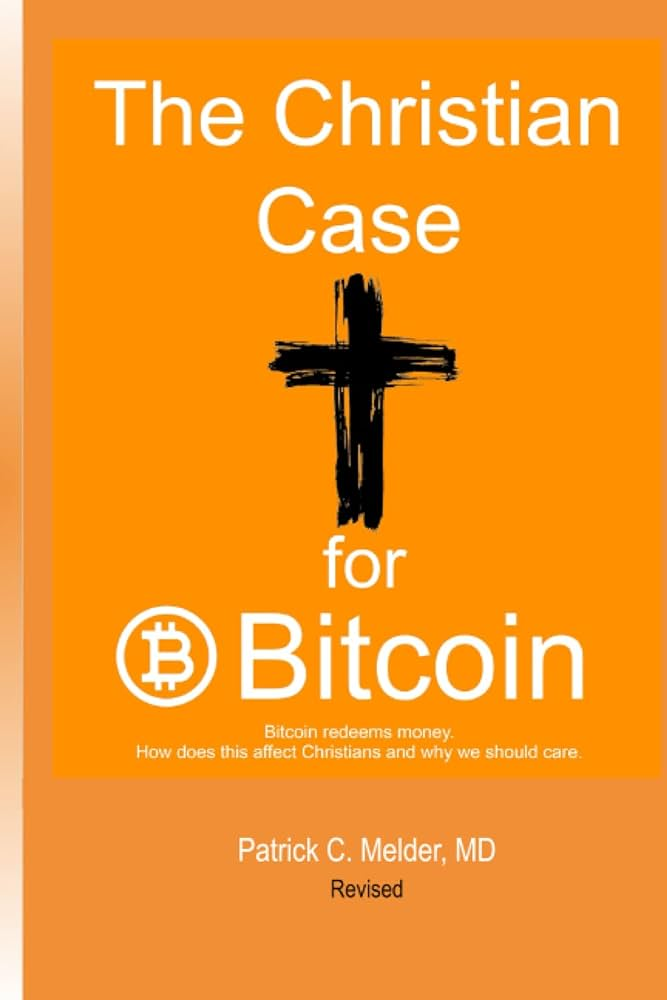 The Christian
Case
for
Bitcoin
Bitcoin redeems money.
How does this affect Christians and why we should care.
Patrick C. Melder, MD
Revised